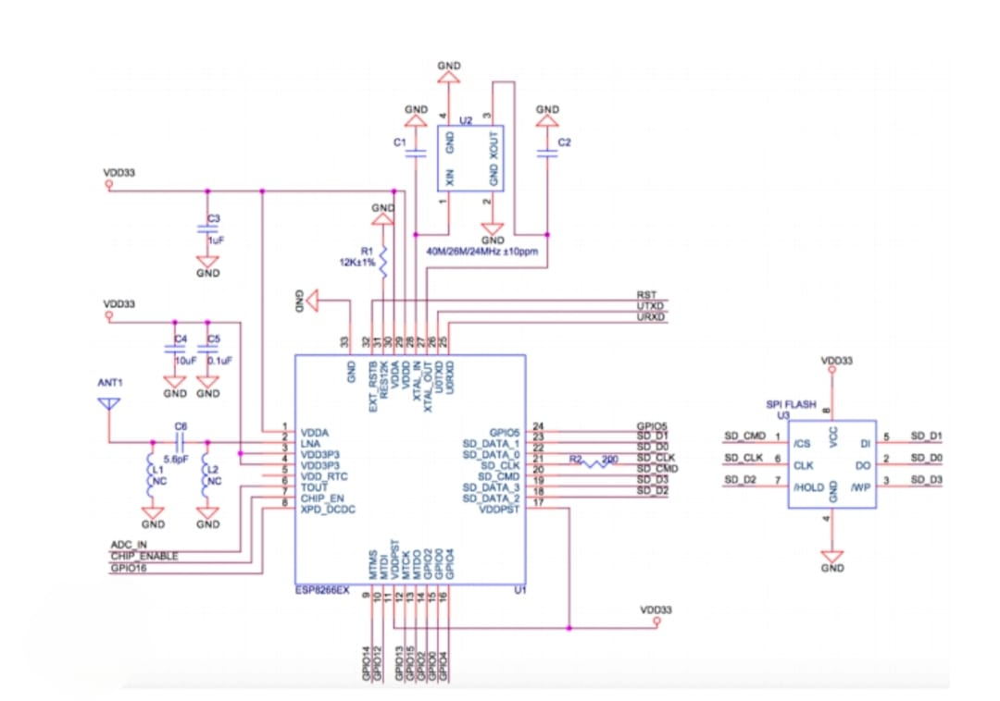 GND
GND
GND
4
3
U2
C1
GND
XOUT
C2
XIN
GND
1
2
VDD33
GND
GND
C3
1uF
R1
12K±1%
40M/26M/24MHz ±10ppm
GND
GND
RST
UTXD
URXD
VDD33
C4
10uF
C5
0.1uF
GND
GND
33
32
31
30
29
28
27
26
25
GND
EXT_RSTB
RES12K
VDDA
VDDD
XTAL_IN
XTAL_OUT
U0TXD
U0RXD
ANT1
C6
5.6pF
L1
NC
L2
NC
GND
GND
1 VDDA
2 LNA
3 VDD3P3
4 VDD3P3
5 VDD_RTC
6 TOUT
7 CHIP_EN
8 XPD_DCDC
GPIO5 24 GPIO5
SD_DATA_1 23 SD_D1
SD_DATA_0 22 SD_D0
SD_CLK 21 R2 200 SD_CLK
SD_CMD 20 SD_CMD
SD_DATA_3 19 SD_D3
SD_DATA_2 18 SD_D2
VDDPST 17
ADC_IN
CHIP_ENABLE
GPIO16
MTMS
MTDI
VDDPST
MTCK
MTDO
GPIO2
GPIO0
GPIO4
ESP8266EX
U1
9
10
11
12
13
14
15
16
GPIO14
GPIO12
GPIO13
GPIO15
GPIO2
GPIO0
GPIO4
VDD33
VDD33
SPI FLASH
U3
8
VCC
SD_CMD 1 /CS
DI 5 SD_D1
SD_CLK 6 CLK
DO 2 SD_D0
SD_D2 7 /HOLD
GND
/WP 3 SD_D3
4
GND